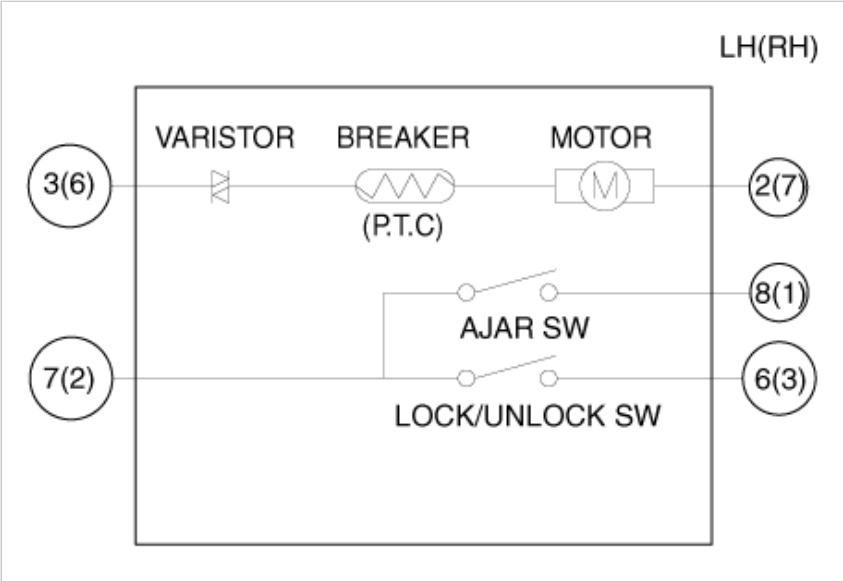 LH(RH)
VARISTOR BREAKER MOTOR
3(6) M 2(7)
(P.T.C)
8(1)
AJAR SW
7(2) 6(3)
LOCK/UNLOCK SW